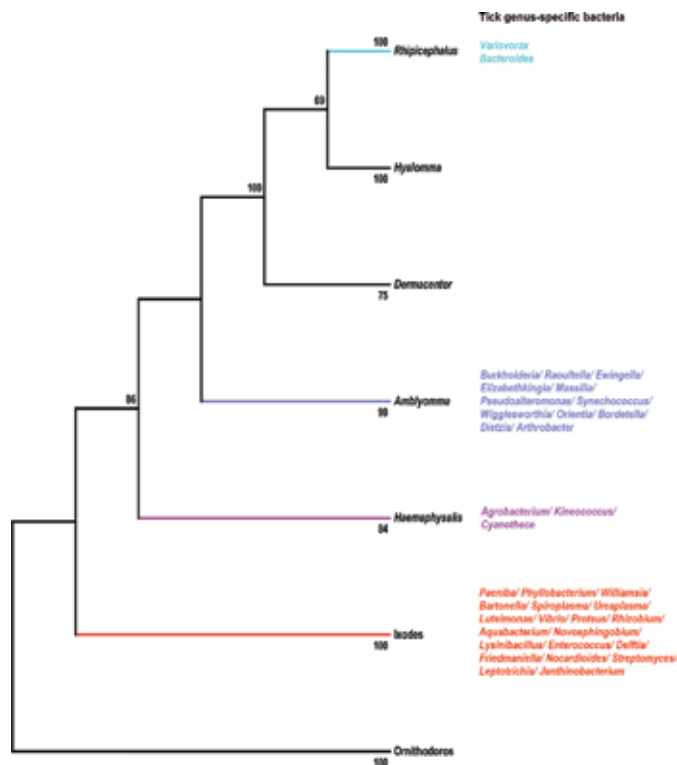 Tick genus-specific bacteria
100
Rhipicephalus
Variovorax
Bacteroides
69
Hyalomma
100
100
Dermacentor
75
Burkholderia/ Raoultella/ Ewingella/
Elizabethkingia/ Massilia/
Pseudoalteromonas/ Synechococcus/
Wigglesworthia/ Orientia/ Bordetella/
Dietzia/ Arthrobacter
Amblyomma
99
86
Haemaphysalis
84
Agrobacterium/ Kineococcus/
Cyanothece
Paeniba/ Phyllobacterium/ Williamsia/
Bartonella/ Spiroplasma/ Ureaplasma/
Luteimonas/ Vibrio/ Proteus/ Rhizobium/
Aquabacterium/ Novosphingobium/
Lysinibacillus/ Enterococcus/ Delftia/
Friedmaniella/ Nocardioides/ Streptomyces/
Leptotrichia/ Janthinobacterium
Ixodes
100
Ornithodoros
100